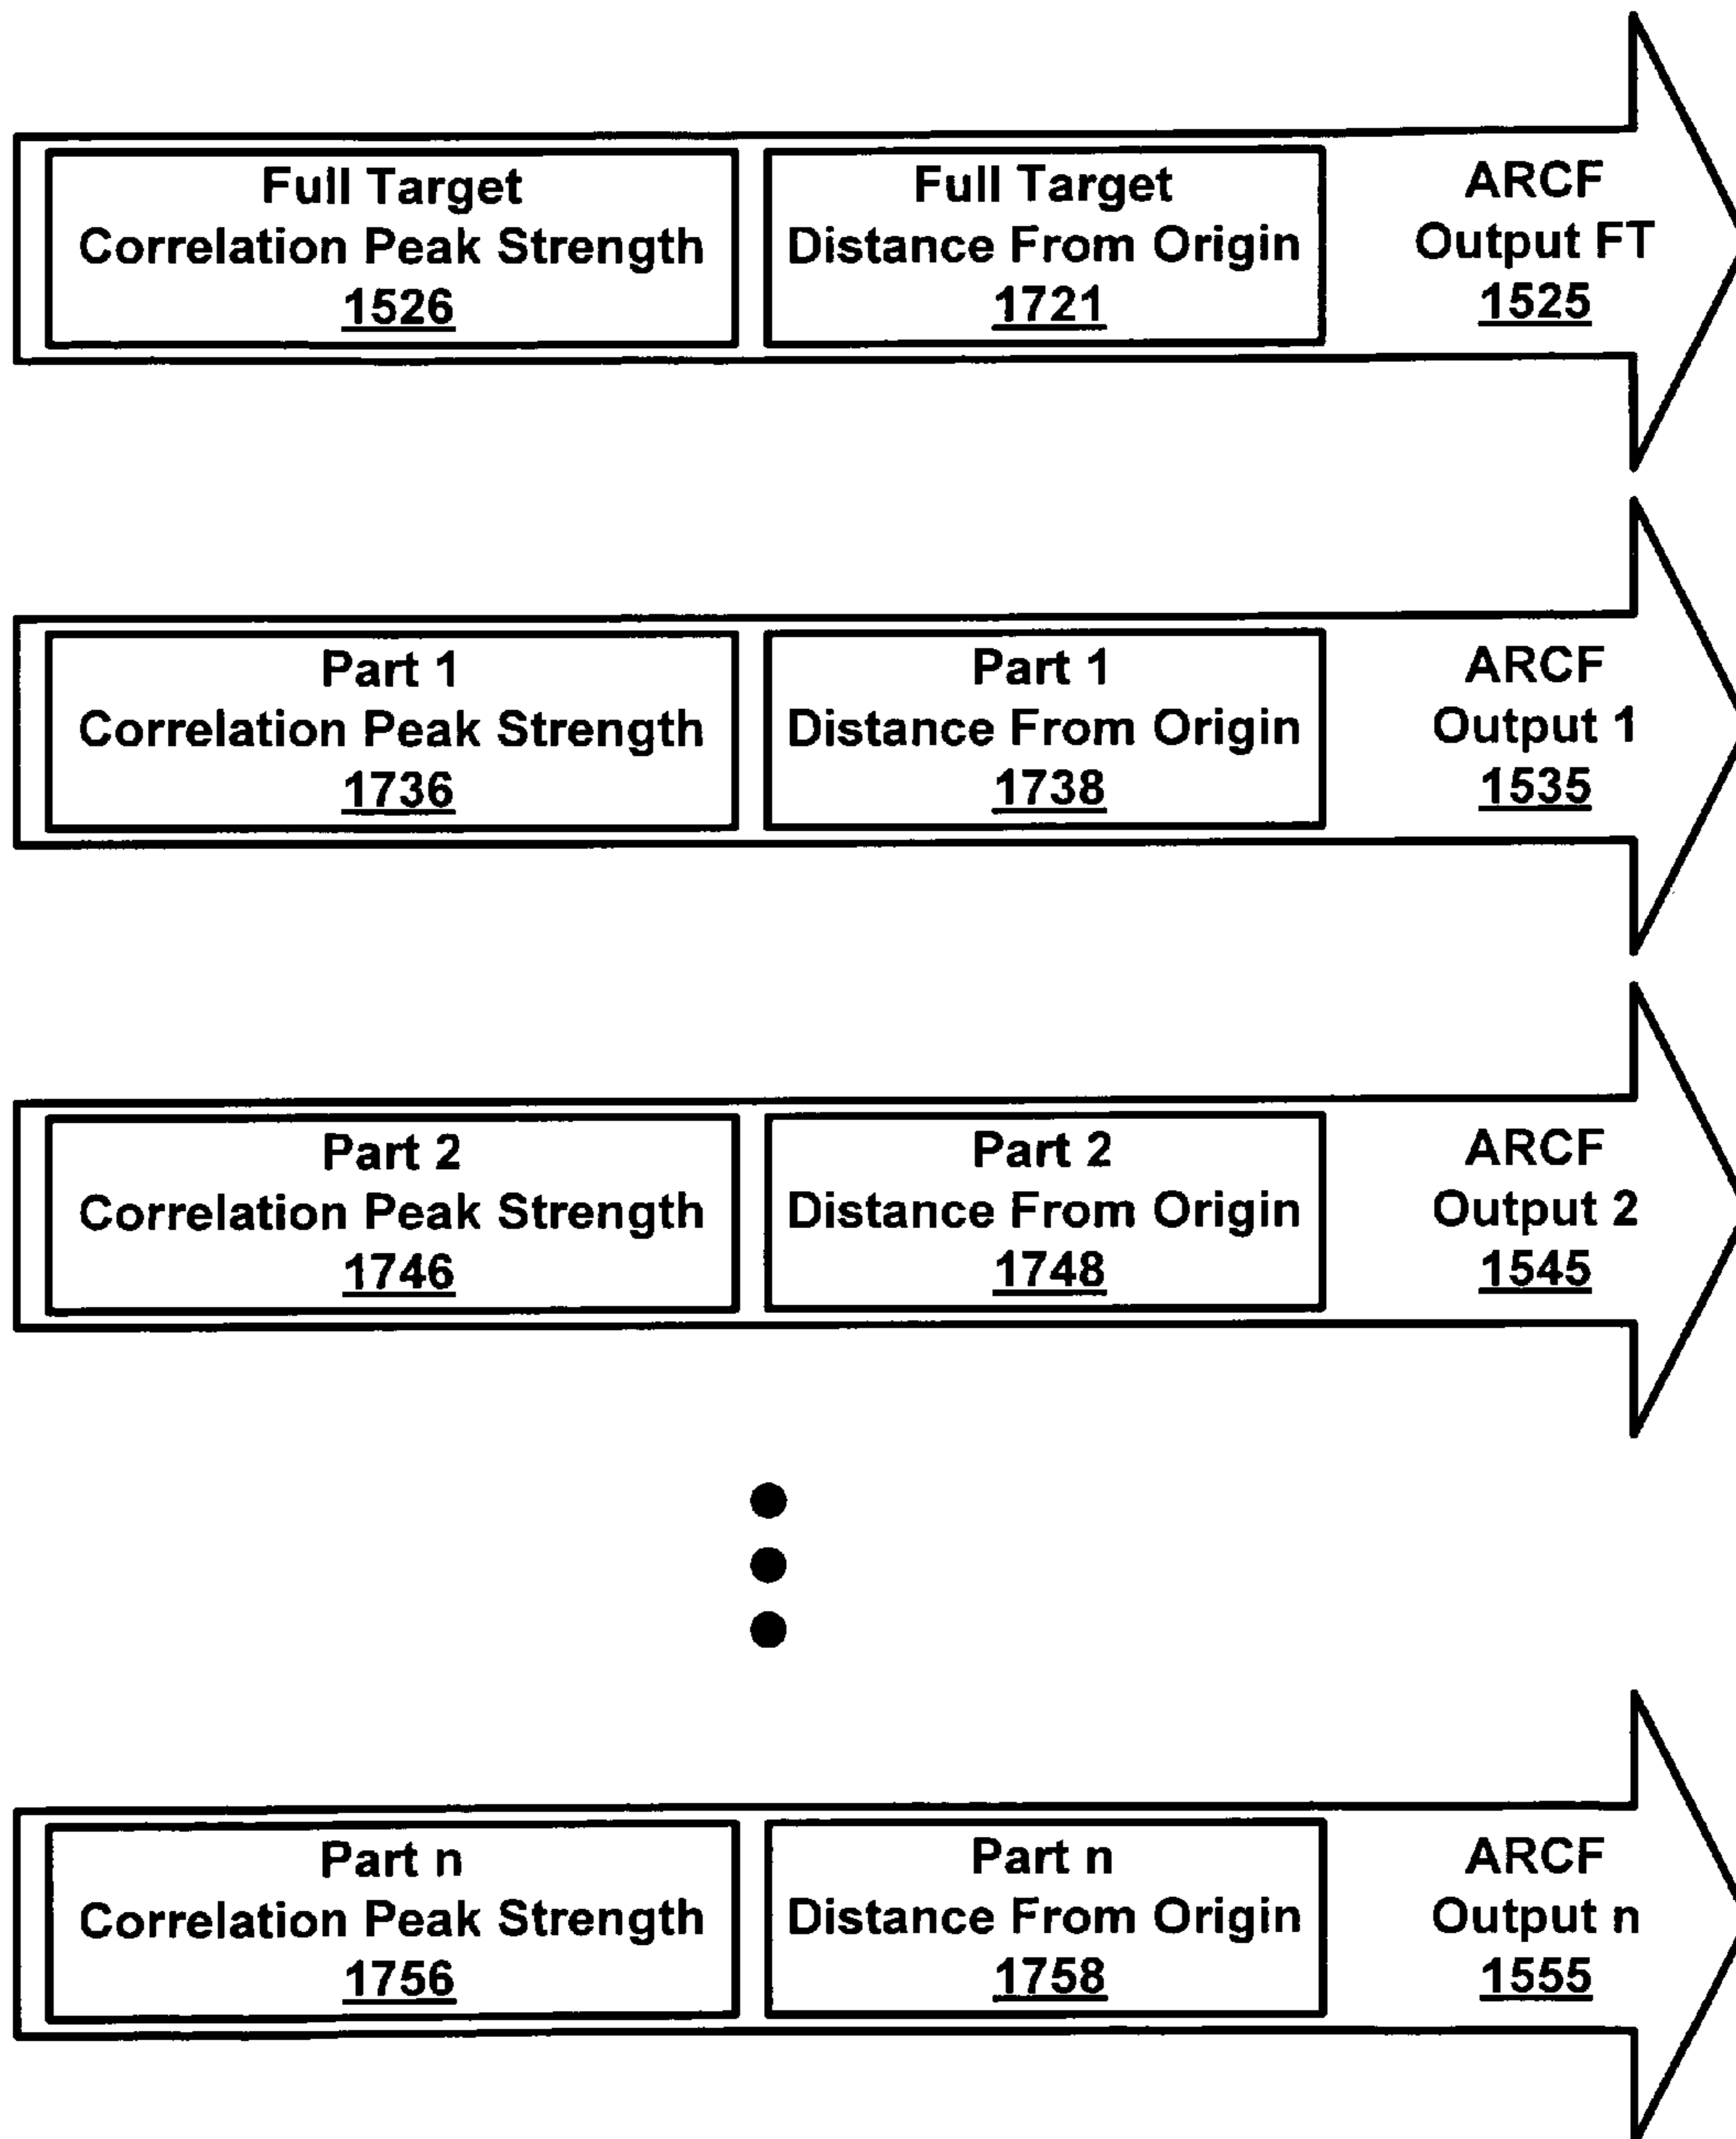 Full Target
Correlation Peak Strength
1526
Full Target
Distance From Origin
1721
ARCF
Output FT
1525
Part 1
Correlation Peak Strength
1736
Part 1
Distance From Origin
1738
ARCF
Output 1
1535
Part 2
Correlation Peak Strength
1746
Part 2
Distance From Origin
1748
ARCF
Output 2
1545
Part n
Correlation Peak Strength
1756
Part n
Distance From Origin
1758
ARCF
Output n
1555